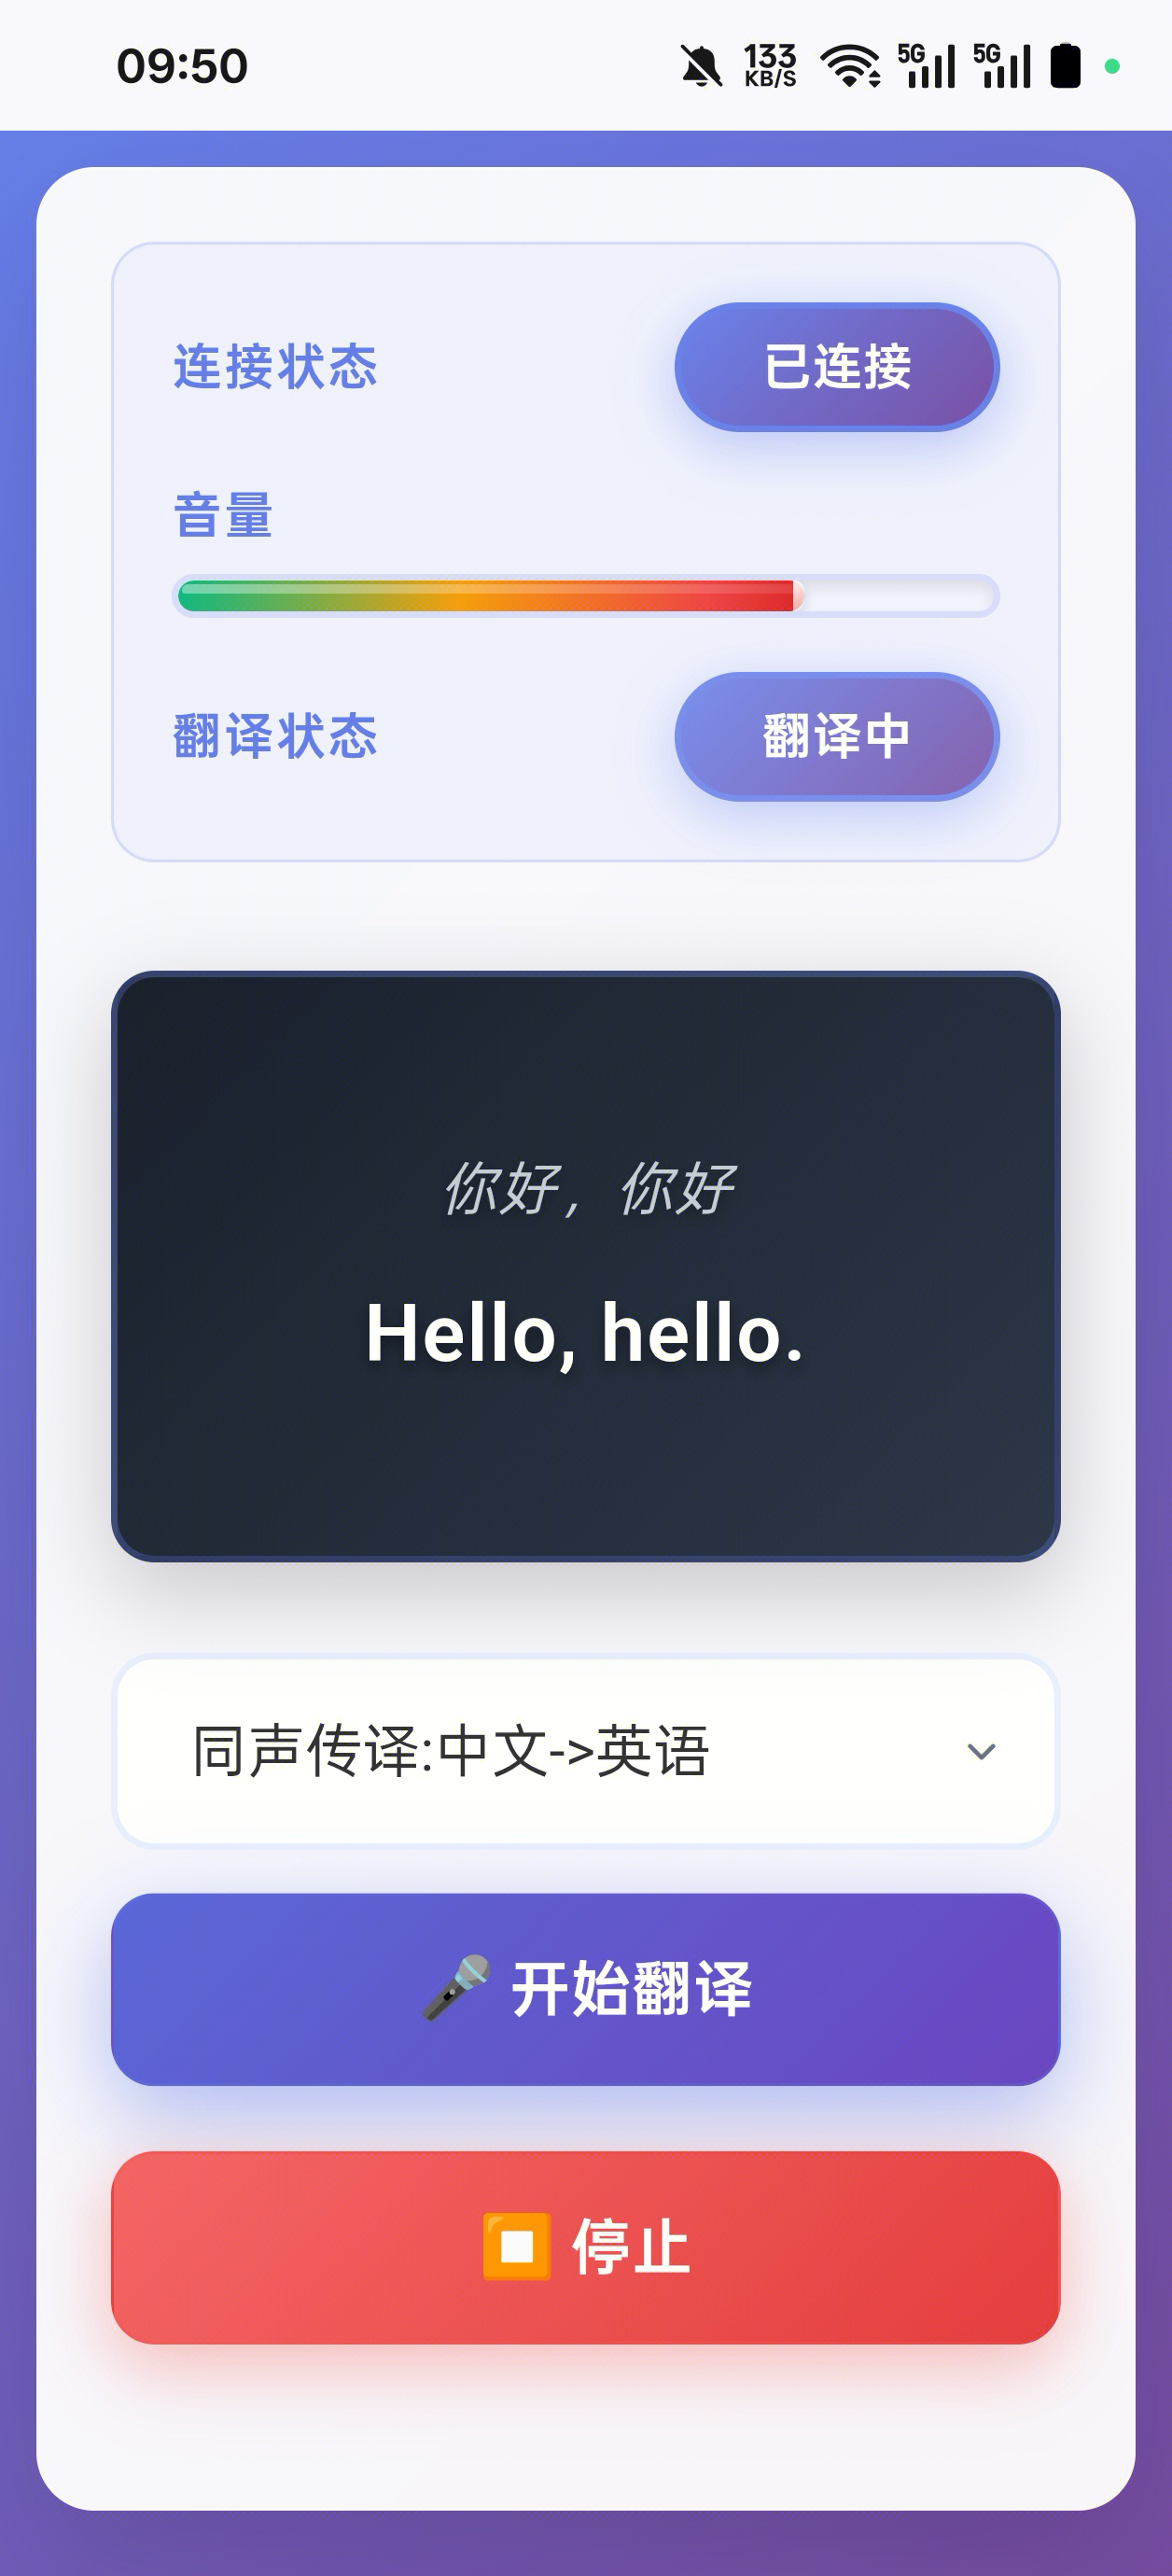 09:50
133
KB/S
5G
5G
连接状态
已连接
音量
翻译状态
翻译中
你好，你好
Hello, hello.
同声传译:中文->英语
🎤 开始翻译
⏹️ 停止